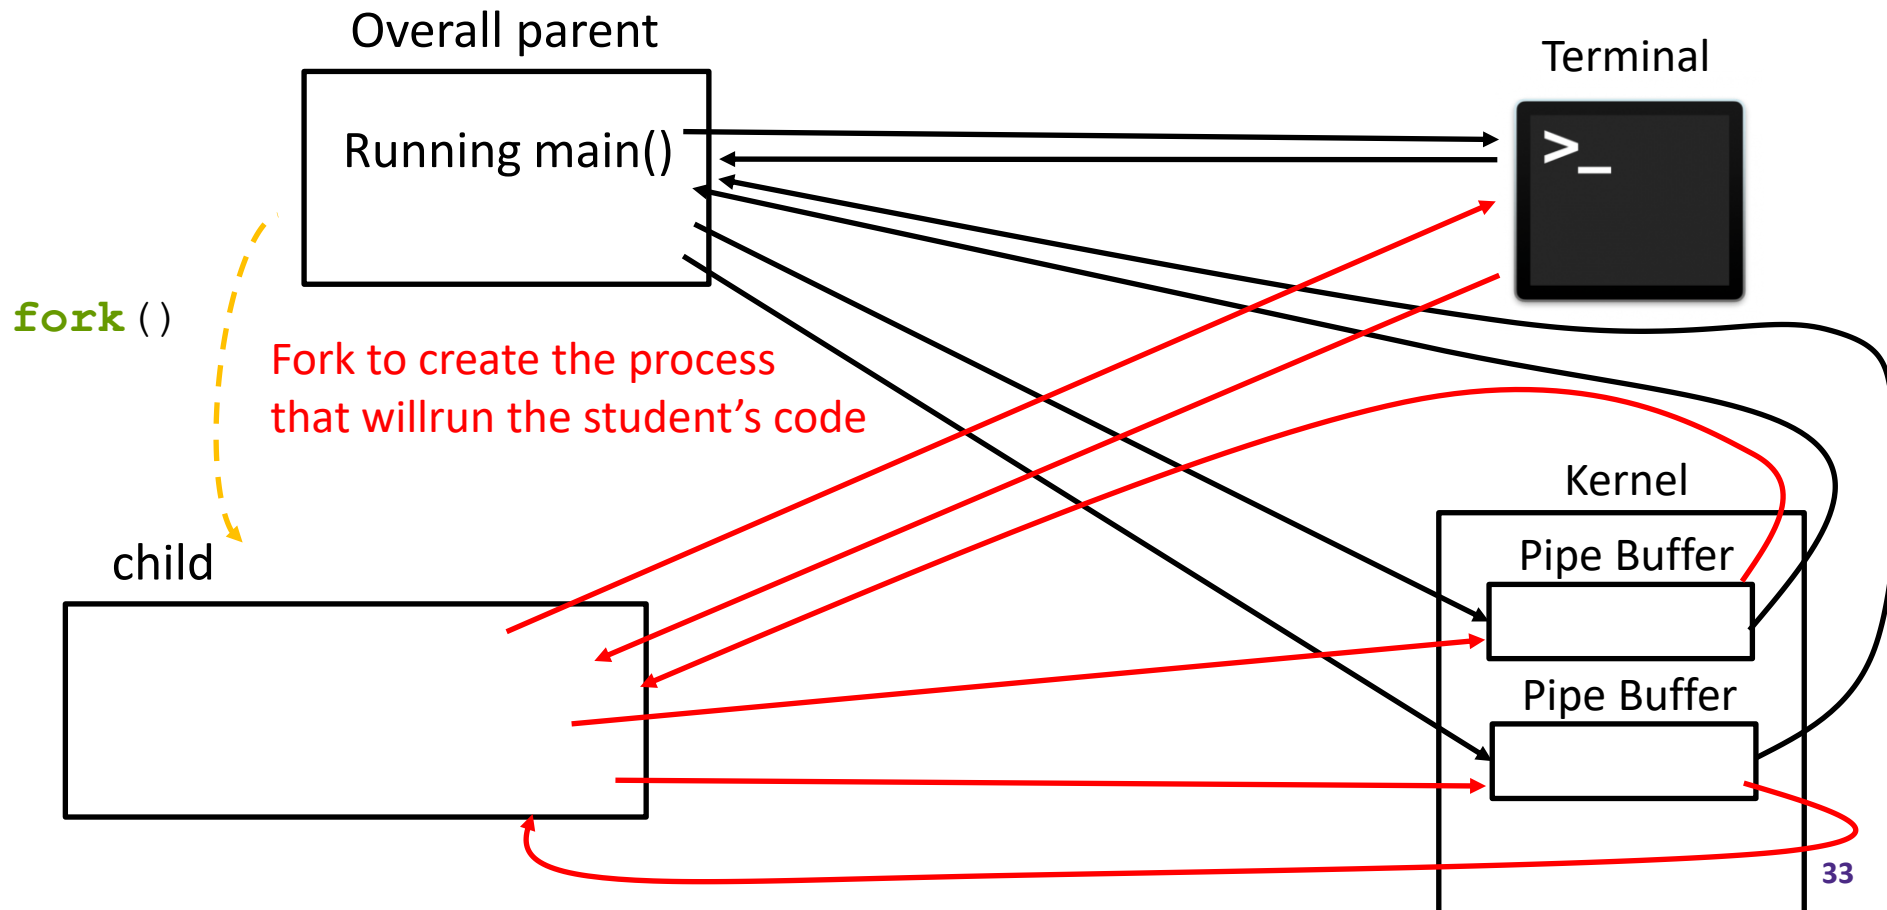 Overall parent
Terminal
Running main()
>_
fork()
Fork to create the process
that willrun the student’s code
Kernel
Pipe Buffer
child
Pipe Buffer
33